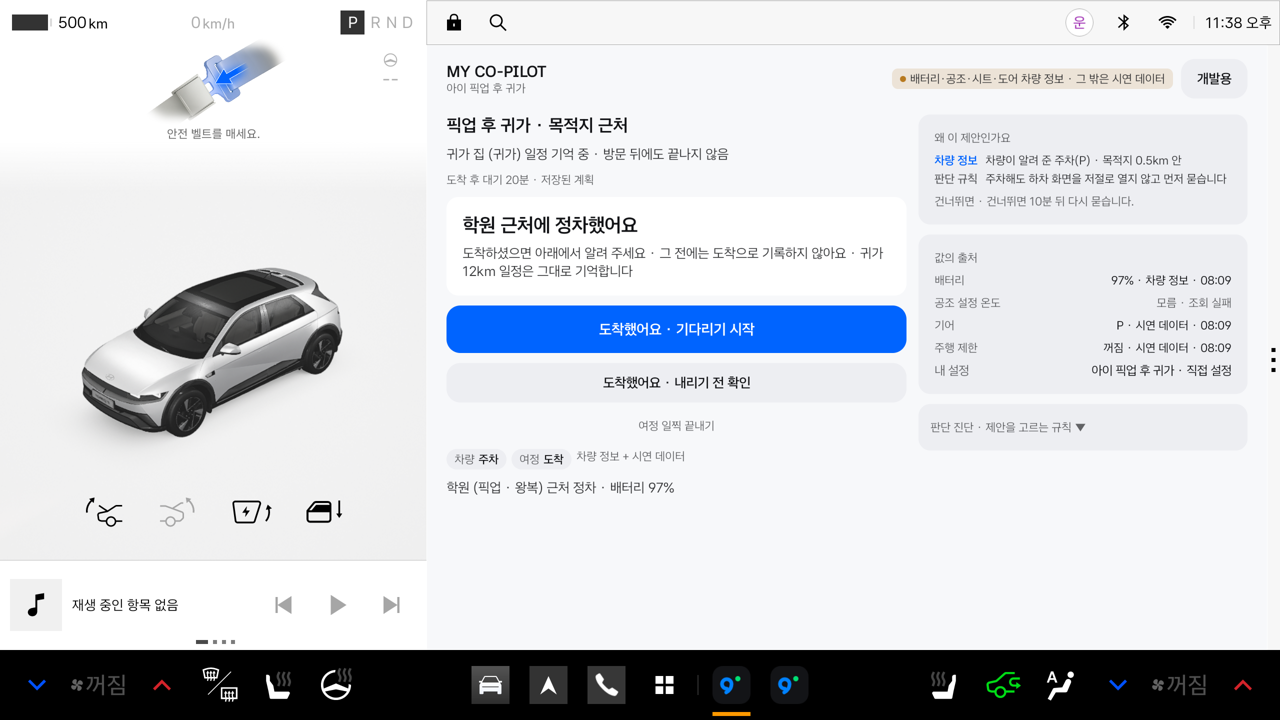 500 km
0 km/h
P R N D
안전 벨트를 매세요.
재생 중인 항목 없음
운
11:38 오후
MY CO-PILOT
아이 픽업 후 귀가
배터리·공조·시트·도어 차량 정보 · 그 밖은 시연 데이터
개발용
픽업 후 귀가 · 목적지 근처
귀가 집 (귀가) 일정 기억 중 · 방문 뒤에도 끝나지 않음
도착 후 대기 20분 · 저장된 계획
학원 근처에 정차했어요
도착하셨으면 아래에서 알려 주세요 · 그 전에는 도착으로 기록하지 않아요 · 귀가
12km 일정은 그대로 기억합니다
도착했어요 · 기다리기 시작
도착했어요 · 내리기 전 확인
여정 일찍 끝내기
차량 주차 여정 도착 차량 정보 + 시연 데이터
학원 (픽업 · 왕복) 근처 정차 · 배터리 97%
왜 이 제안인가요
차량 정보 차량이 알려 준 주차(P) · 목적지 0.5km 안
판단 규칙 주차해도 하차 화면을 저절로 열지 않고 먼저 묻습니다
건너뛰면 · 건너뛰면 10분 뒤 다시 묻습니다.
값의 출처
배터리 97% · 차량 정보 · 08:09
공조 설정 온도 모름 · 조회 실패
기어 P · 시연 데이터 · 08:09
주행 제한 꺼짐 · 시연 데이터 · 08:09
내 설정 아이 픽업 후 귀가 · 직접 설정
판단 진단 · 제안을 고르는 규칙 ▼
꺼짐
A
꺼짐